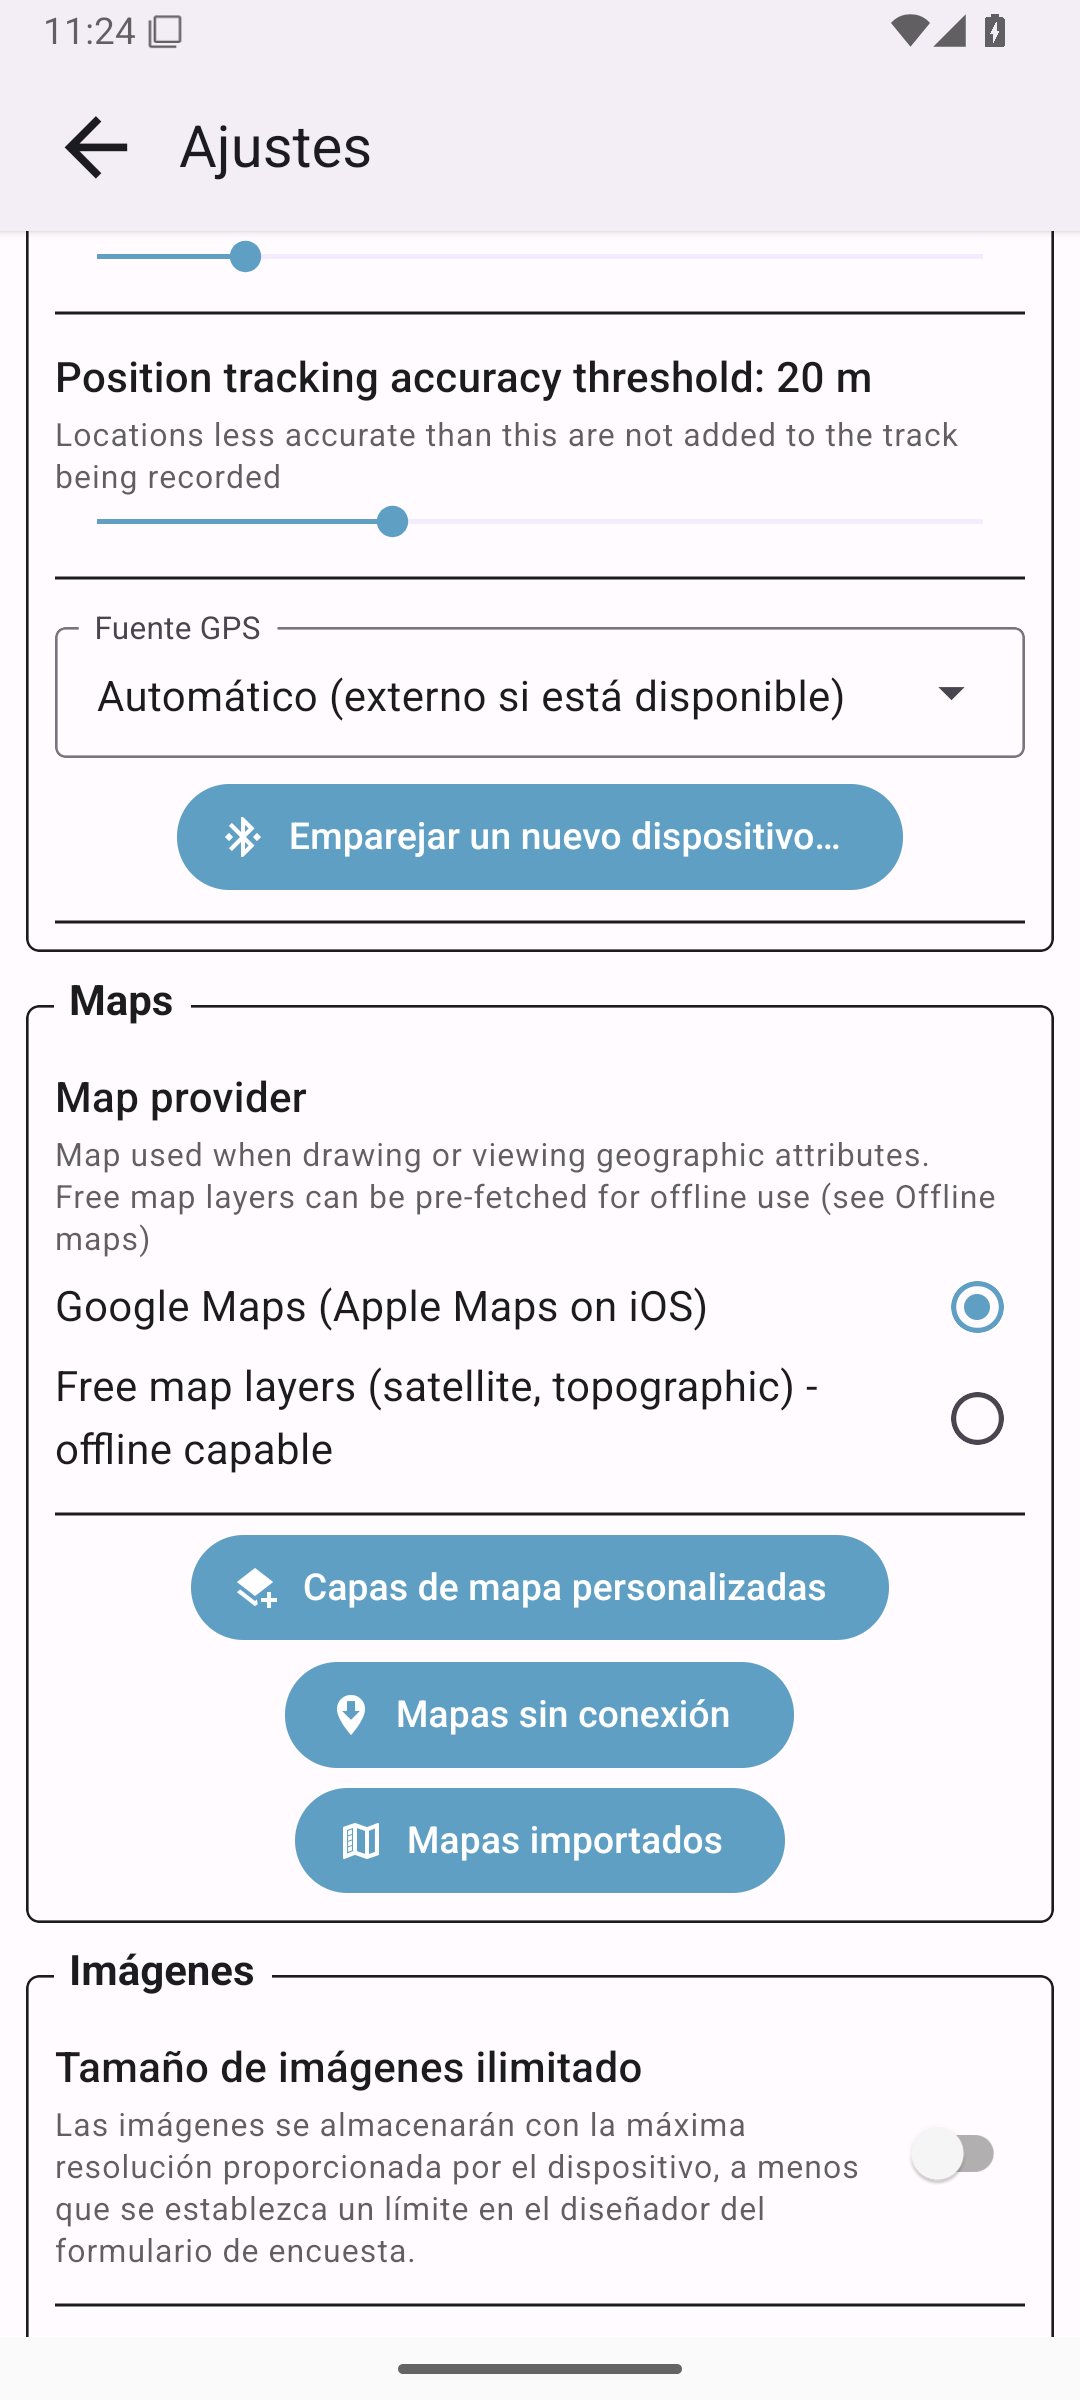 11:24
Ajustes
Position tracking accuracy threshold: 20 m
Locations less accurate than this are not added to the track
being recorded
Fuente GPS
Automático (externo si está disponible)
Emparejar un nuevo dispositivo…
Maps
Map provider
Map used when drawing or viewing geographic attributes.
Free map layers can be pre-fetched for offline use (see Offline
maps)
Google Maps (Apple Maps on iOS)
Free map layers (satellite, topographic) -
offline capable
Capas de mapa personalizadas
Mapas sin conexión
Mapas importados
Imágenes
Tamaño de imágenes ilimitado
Las imágenes se almacenarán con la máxima
resolución proporcionada por el dispositivo, a menos
que se establezca un límite en el diseñador del
formulario de encuesta.